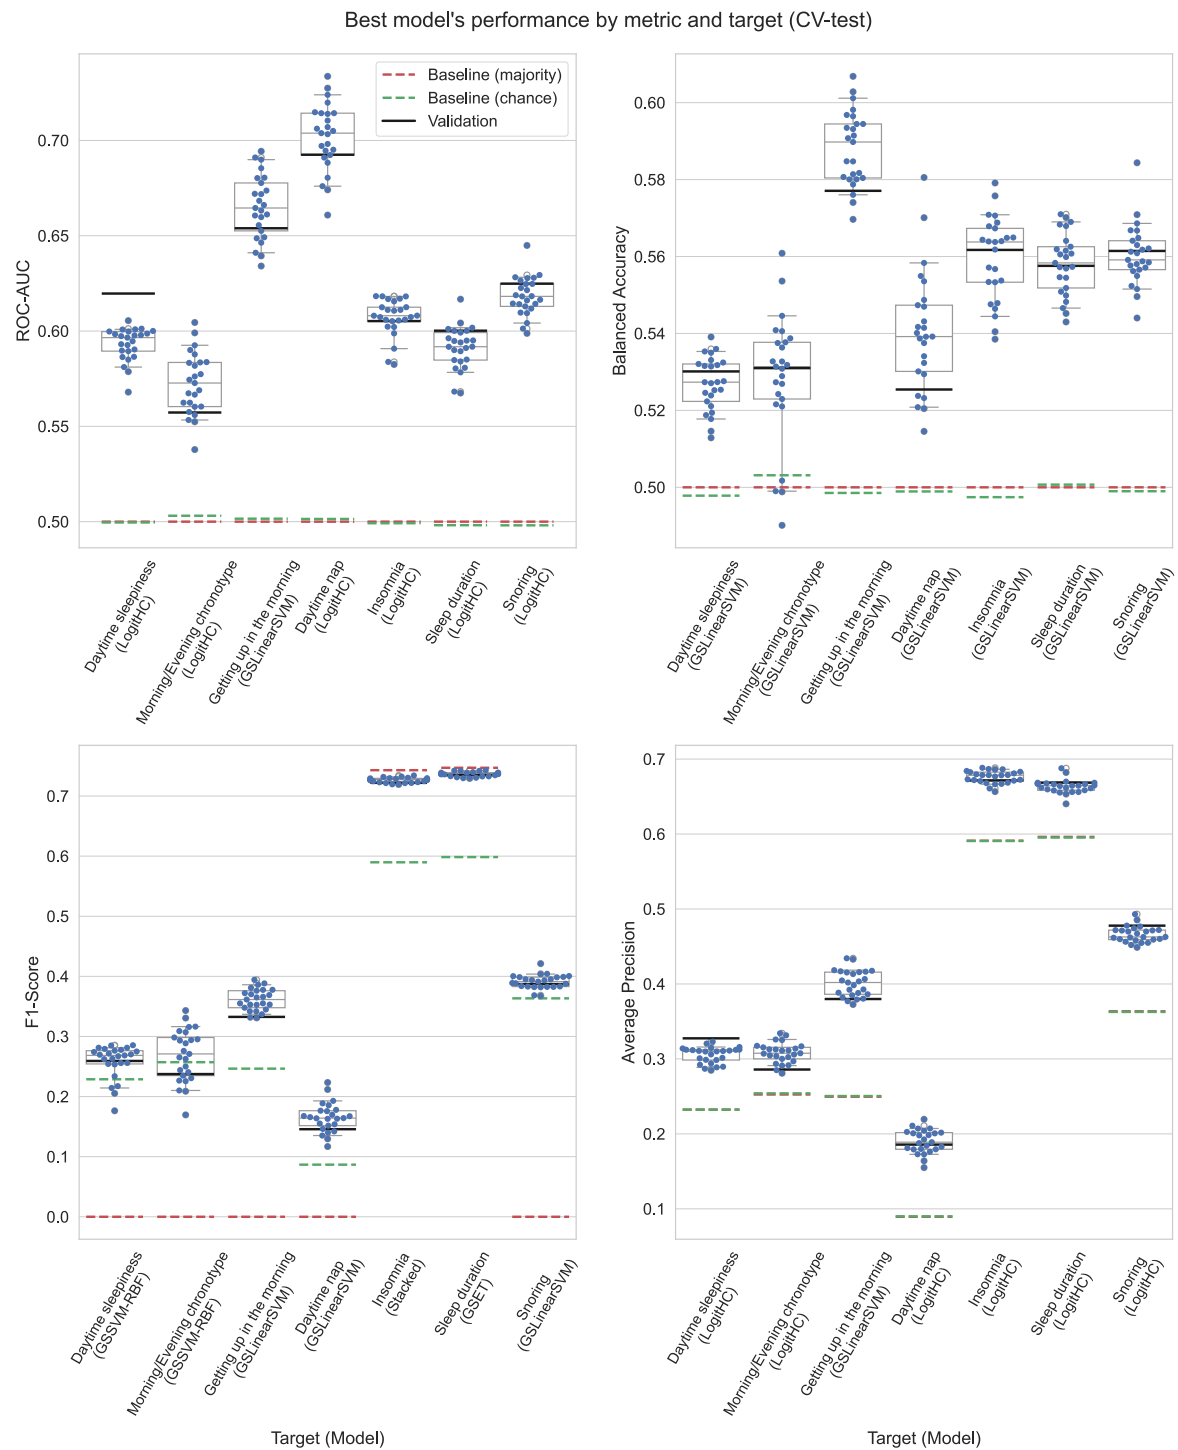 Best model's performance by metric and target (CV-test)
Baseline (majority)
Baseline (chance)
Validation
ROC-AUC
0.70
0.65
0.60
0.55
0.50
Daytime sleepiness
(LogitHC)
Morning/Evening chronotype
(LogitHC)
Getting up in the morning
(GSLinearSVM)
Daytime nap
(LogitHC)
Insomnia
(LogitHC)
Sleep duration
(LogitHC)
Snoring
(LogitHC)
Balanced Accuracy
0.60
0.58
0.56
0.54
0.52
0.50
Daytime sleepiness
(GSLinearSVM)
Morning/Evening chronotype
(GSLinearSVM)
Getting up in the morning
(GSLinearSVM)
Daytime nap
(GSLinearSVM)
Insomnia
(GSLinearSVM)
Sleep duration
(GSLinearSVM)
Snoring
(GSLinearSVM)
F1-Score
0.7
0.6
0.5
0.4
0.3
0.2
0.1
0.0
Daytime sleepiness
(GSSVM-RBF)
Morning/Evening chronotype
(GSSVM-RBF)
Getting up in the morning
(GSLinearSVM)
Daytime nap
(GSLinearSVM)
Insomnia
(Stacked)
Sleep duration
(GSET)
Snoring
(GSLinearSVM)
Target (Model)
Average Precision
0.7
0.6
0.5
0.4
0.3
0.2
0.1
Daytime sleepiness
(LogitHC)
Morning/Evening chronotype
(LogitHC)
Getting up in the morning
(GSLinearSVM)
Daytime nap
(LogitHC)
Insomnia
(LogitHC)
Sleep duration
(LogitHC)
Snoring
(LogitHC)
Target (Model)